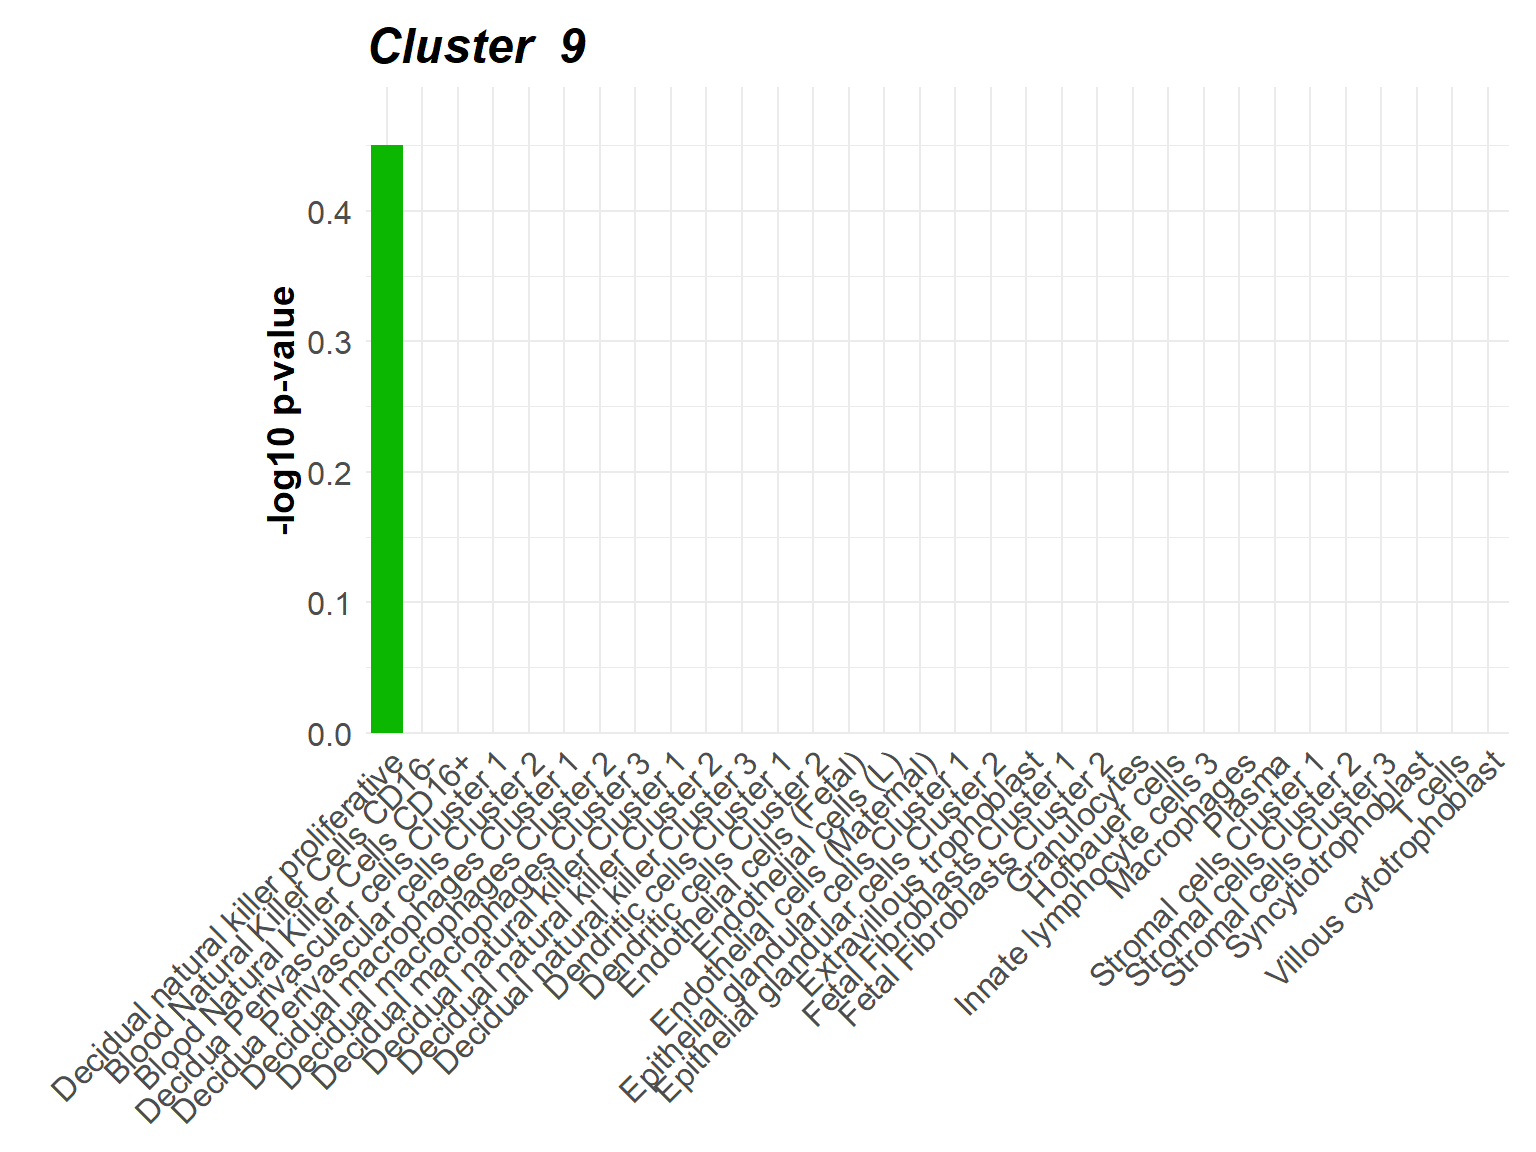 Cluster  9
-log10 p-value
0.4
0.3
0.2
0.1
0.0
Decidual natural killer proliferative
Blood Natural Killer Cells CD16-
Blood Natural Killer Cells CD16+
Decidua Perivascular cells Cluster 1
Decidua Perivascular cells Cluster 2
Decidual macrophages Cluster 1
Decidual macrophages Cluster 2
Decidual macrophages Cluster 3
Decidual natural killer Cluster 1
Decidual natural killer Cluster 2
Decidual natural killer Cluster 3
Dendritic cells Cluster 1
Dendritic cells Cluster 2
Endothelial cells (Fetal)
Endothelial cells (L)
Endothelial cells (Maternal)
Epithelial glandular cells Cluster 1
Epithelial glandular cells Cluster 2
Extravillous trophoblast
Fetal Fibroblasts Cluster 1
Fetal Fibroblasts Cluster 2
Granulocytes
Hofbauer cells
Innate lymphocyte cells 3
Macrophages
Plasma
Stromal cells Cluster 1
Stromal cells Cluster 2
Stromal cells Cluster 3
Syncytiotrophoblast
T cells
Villous cytotrophoblast